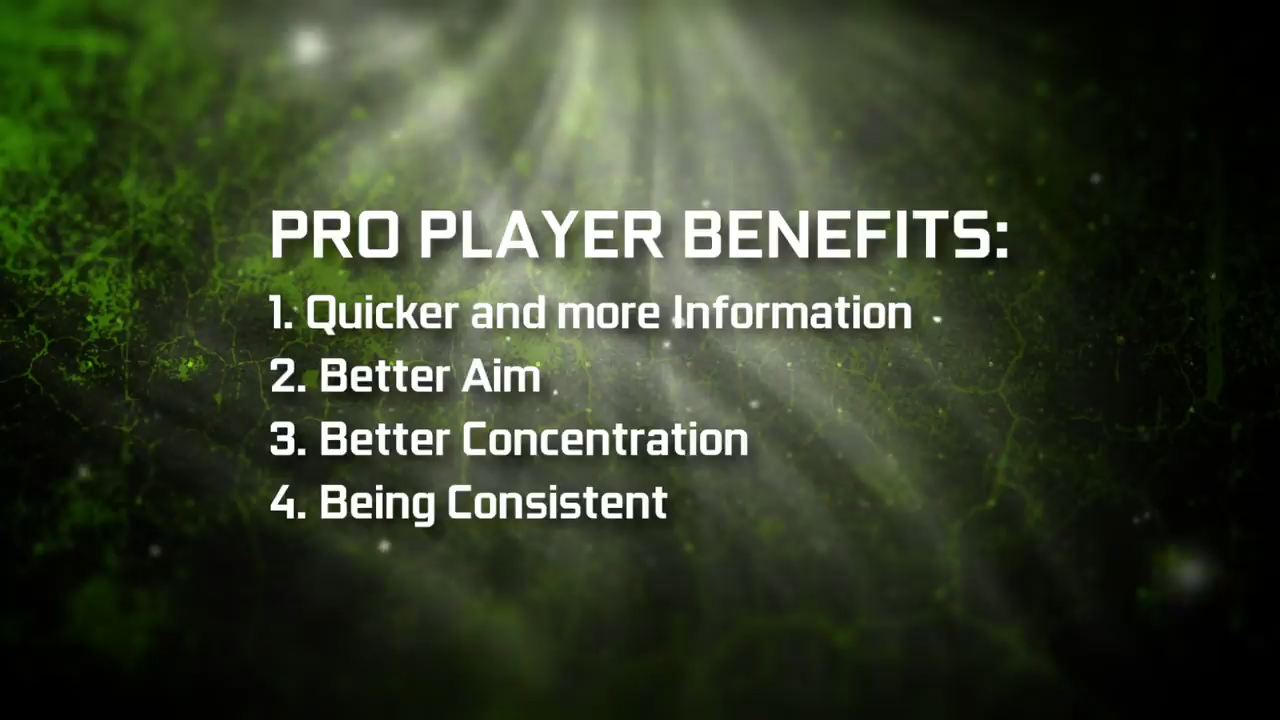 PRO PLAYER BENEFITS:
1. Quicker and more Information
2. Better Aim
3. Better Concentration
4. Being Consistent